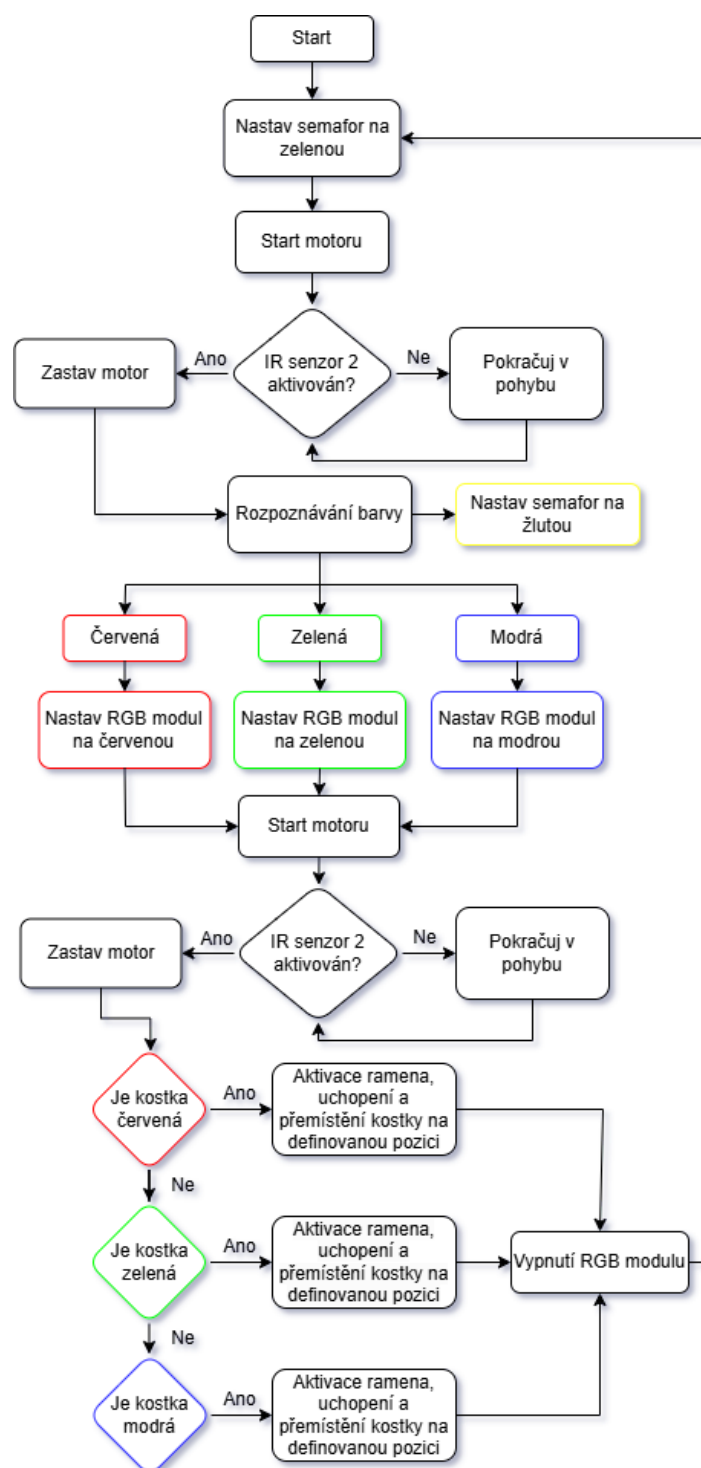 Start
Nastav semafor na
zelenou
Start motoru
Zastav motor
Ano
IR senzor 2
aktivován?
Ne
Pokračuj v
pohybu
Rozpoznávání barvy
Nastav semafor na
žlutou
Červená
Zelená
Modrá
Nastav RGB modul
na červenou
Nastav RGB modul
na zelenou
Nastav RGB modul
na modrou
Start motoru
Zastav motor
Ano
IR senzor 2
aktivován?
Ne
Pokračuj v
pohybu
Je kostka
červená
Ano
Aktivace ramena,
uchopení a
přemístění kostky na
definovanou pozici
Ne
Je kostka
zelená
Ano
Aktivace ramena,
uchopení a
přemístění kostky na
definovanou pozici
Vypnutí RGB modulu
Ne
Je kostka
modrá
Ano
Aktivace ramena,
uchopení a
přemístění kostky na
definovanou pozici